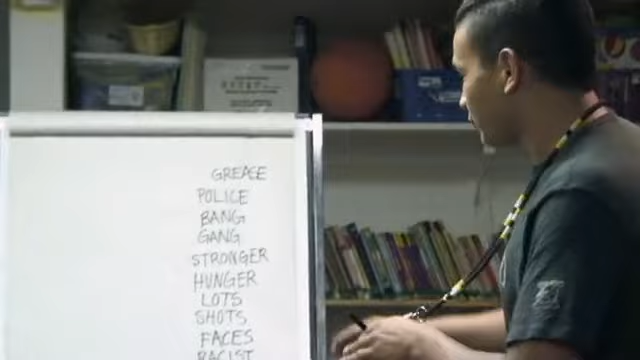 GREASE
POLICE
BANG
GANG
STRONGER
HUNGER
LOTS
SHOTS
FACES
RACIST